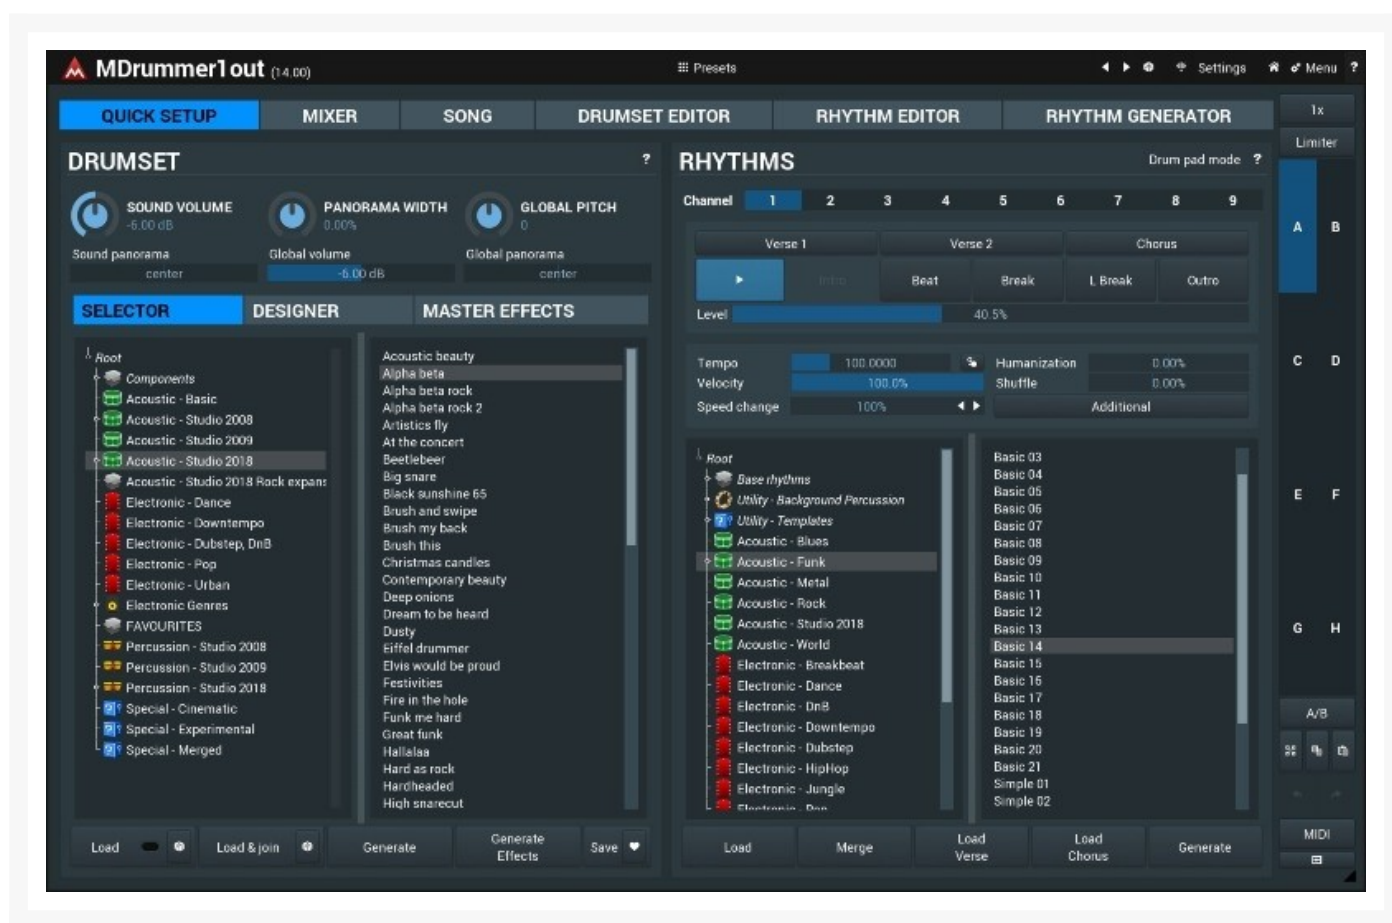 MDrummer1out (14.00)
Presets
Settings
Menu ?
QUICK SETUP MIXER SONG DRUMSET EDITOR RHYTHM EDITOR RHYTHM GENERATOR
DRUMSET ?
SOUND VOLUME
-6.00 dB
PANORAMA WIDTH
0.00%
GLOBAL PITCH
0
Sound panorama Global volume Global panorama
center -6.00 dB center
SELECTOR DESIGNER MASTER EFFECTS
Root
Components
Acoustic - Basic
Acoustic - Studio 2008
Acoustic - Studio 2009
Acoustic - Studio 2018
Acoustic - Studio 2018 Rock expans
Electronic - Dance
Electronic - Downtempo
Electronic - Dubstep, DnB
Electronic - Pop
Electronic - Urban
Electronic Genres
FAVOURITES
Percussion - Studio 2008
Percussion - Studio 2009
Percussion - Studio 2018
Special - Cinematic
Special - Experimental
Special - Merged
Acoustic beauty
Alpha beta
Alpha beta rock
Alpha beta rock 2
Artistics fly
At the concert
Beetlebeer
Big snare
Black sunshine 65
Brush and swipe
Brush my back
Brush this
Christmas candles
Contemporary beauty
Deep onions
Dream to be heard
Dusty
Eiffel drummer
Elvis would be proud
Festivities
Fire in the hole
Funk me hard
Great funk
Hallalaa
Hard as rock
Hardheaded
High snarecut
Load Load & join Generate Generate Effects Save
RHYTHMS Drum pad mode ?
Channel 1 2 3 4 5 6 7 8 9
Verse 1 Verse 2 Chorus
Intro Beat Break L Break Outro
Level 40.5%
Tempo 100.0000 Humanization 0.00%
Velocity 100.0% Shuffle 0.00%
Speed change 100% Additional
Root
Base rhythms
Utility - Background Percussion
Utility - Templates
Acoustic - Blues
Acoustic - Funk
Acoustic - Metal
Acoustic - Rock
Acoustic - Studio 2018
Acoustic - World
Electronic - Breakbeat
Electronic - Dance
Electronic - DnB
Electronic - Downtempo
Electronic - Dubstep
Electronic - HipHop
Electronic - Jungle
Electronic - Pop
Basic 03
Basic 04
Basic 05
Basic 06
Basic 07
Basic 08
Basic 09
Basic 10
Basic 11
Basic 12
Basic 13
Basic 14
Basic 15
Basic 16
Basic 17
Basic 18
Basic 19
Basic 20
Basic 21
Simple 01
Simple 02
Load Merge Load Verse Load Chorus Generate
1x
Limiter
A B
C D
E F
G H
A/B
MIDI